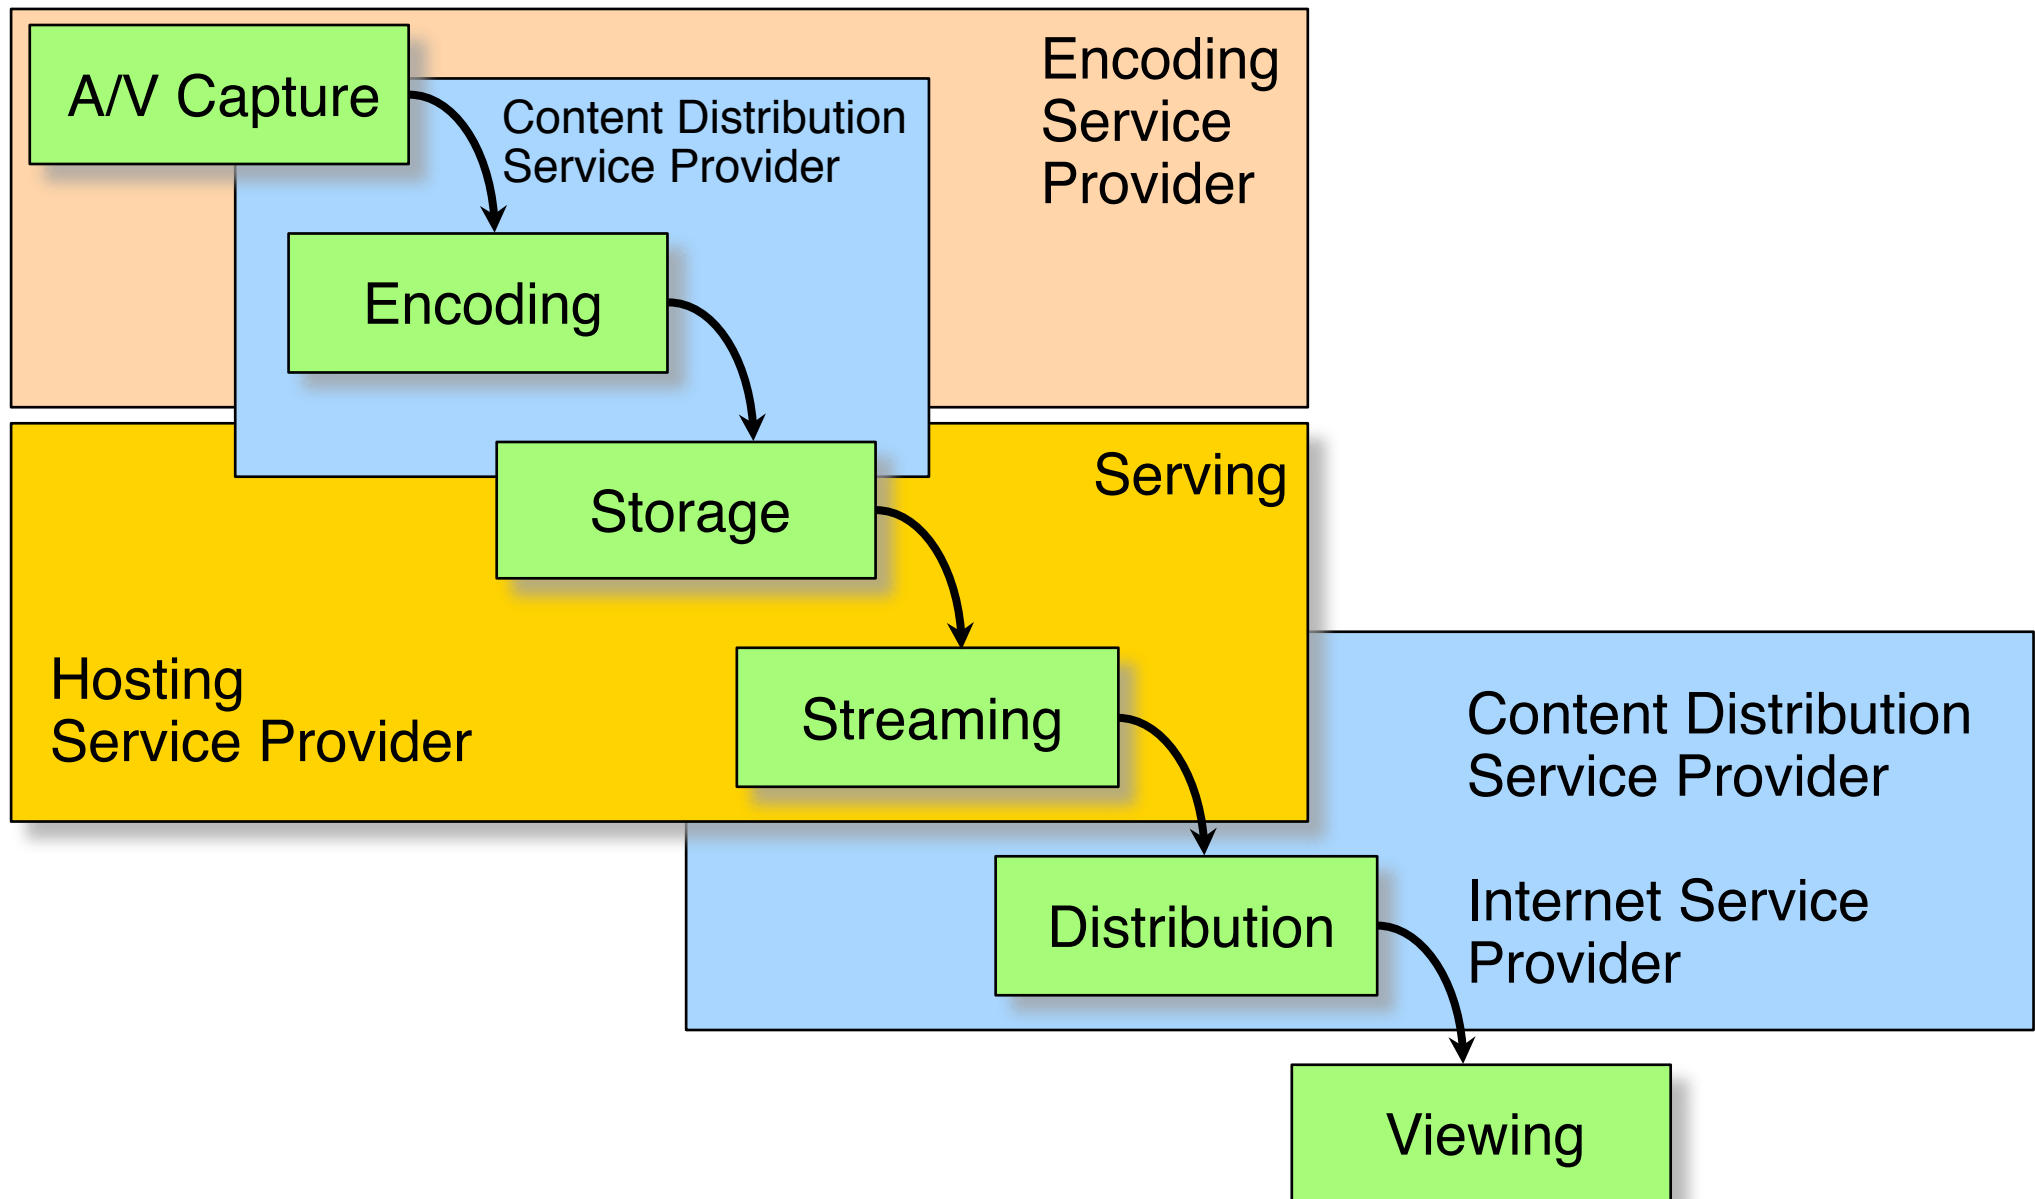 A/V Capture
Content Distribution
Service Provider
Encoding
Service
Provider
Encoding
Storage
Serving
Hosting
Service Provider
Streaming
Content Distribution
Service Provider
Distribution
Internet Service
Provider
Viewing